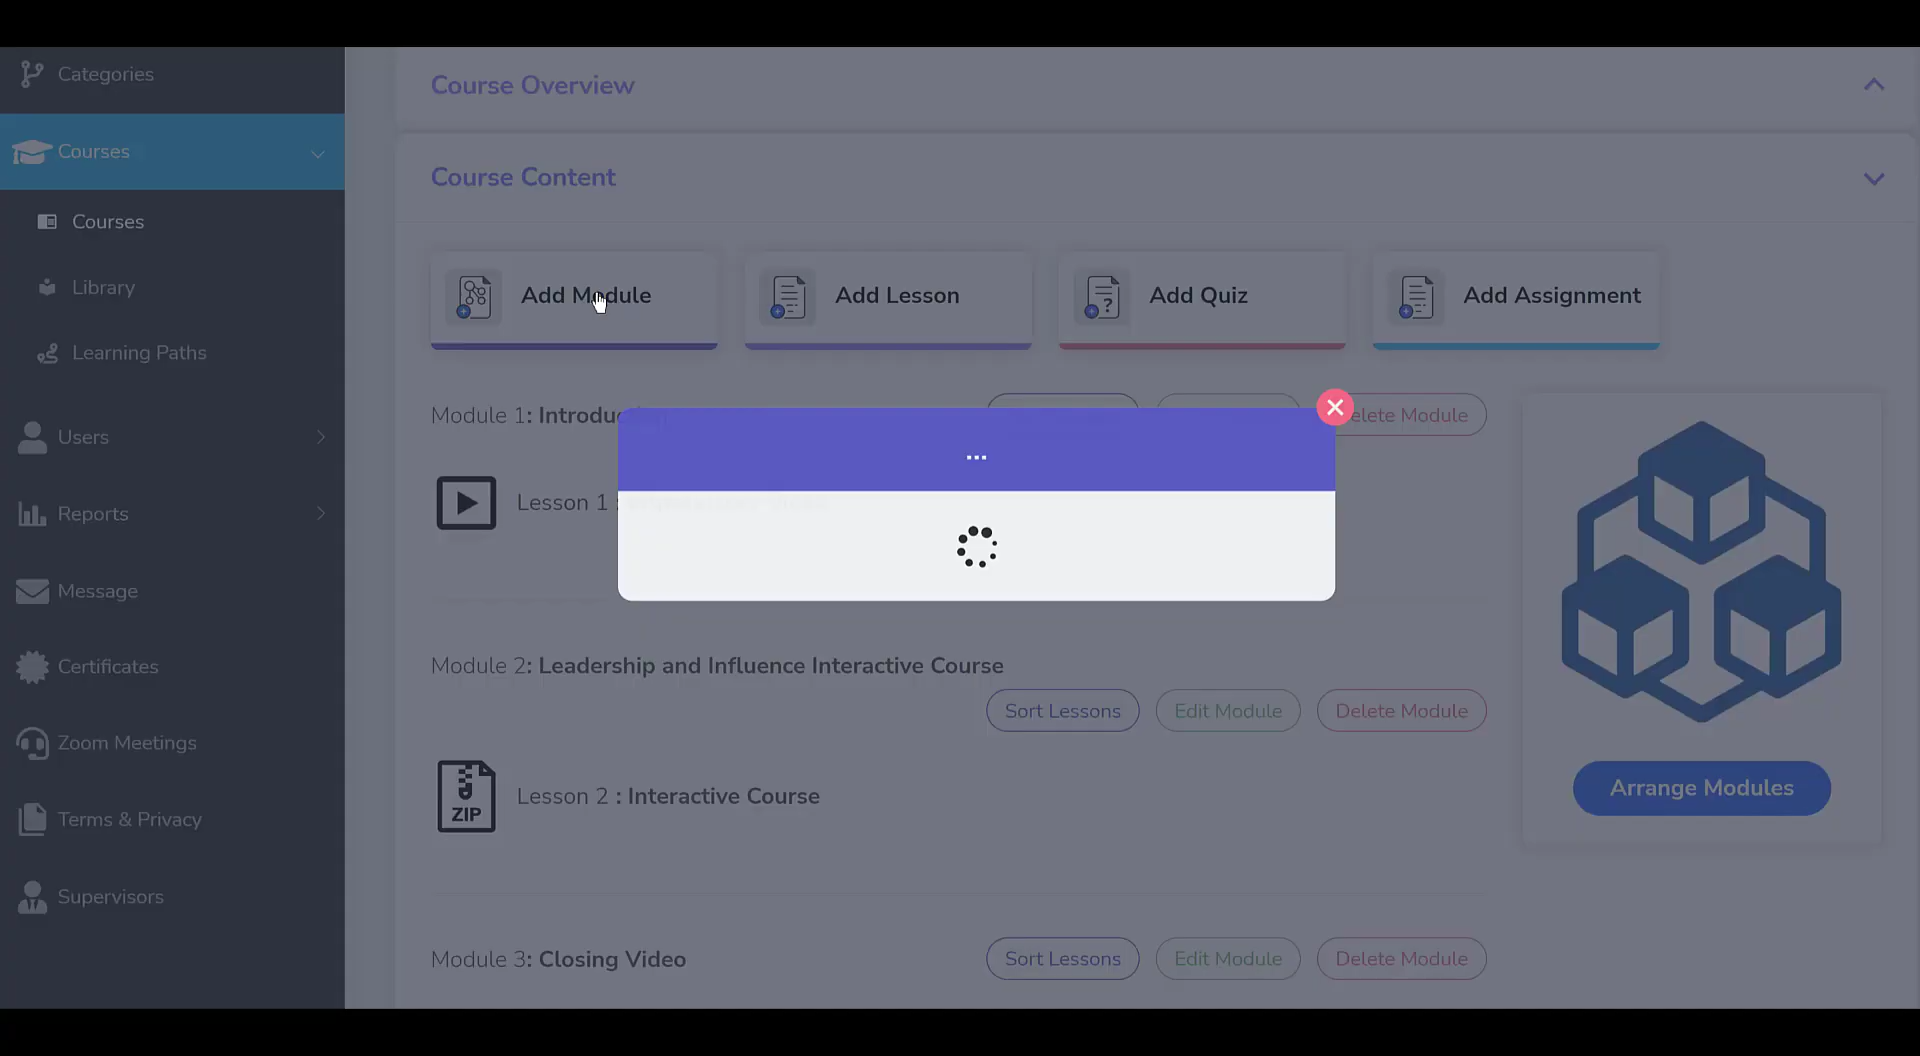 Categories
Courses
Courses
Library
Learning Paths
Users
Reports
Message
Certificates
Zoom Meetings
Terms & Privacy
Supervisors
Course Overview
Course Content
Add Module
Add Lesson
Add Quiz
Add Assignment
Module 1: Introdu
elete Module
...
Lesson 1 :
Module 2: Leadership and Influence Interactive Course
Sort Lessons
Edit Module
Delete Module
ZIP
Lesson 2 : Interactive Course
Arrange Modules
Module 3: Closing Video
Sort Lessons
Edit Module
Delete Module